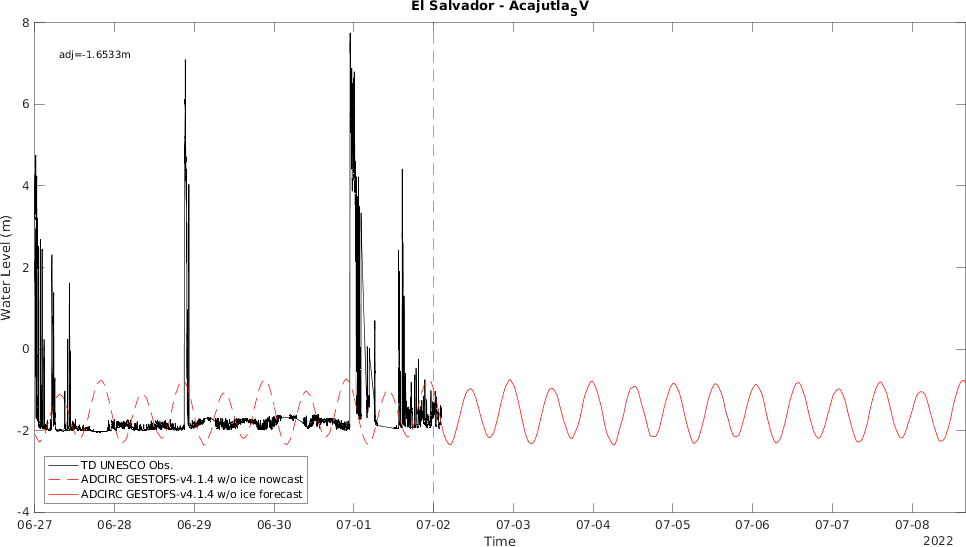 El Salvador - AcajutlaSV
adj=-1.6533m
Water Level (m)
8
6
4
2
0
-2
-4
TD UNESCO Obs.
ADCIRC GESTOFS-v4.1.4 w/o ice nowcast
ADCIRC GESTOFS-v4.1.4 w/o ice forecast
06-27 06-28 06-29 06-30 07-01 07-02 07-03 07-04 07-05 07-06 07-07 07-08
Time
2022